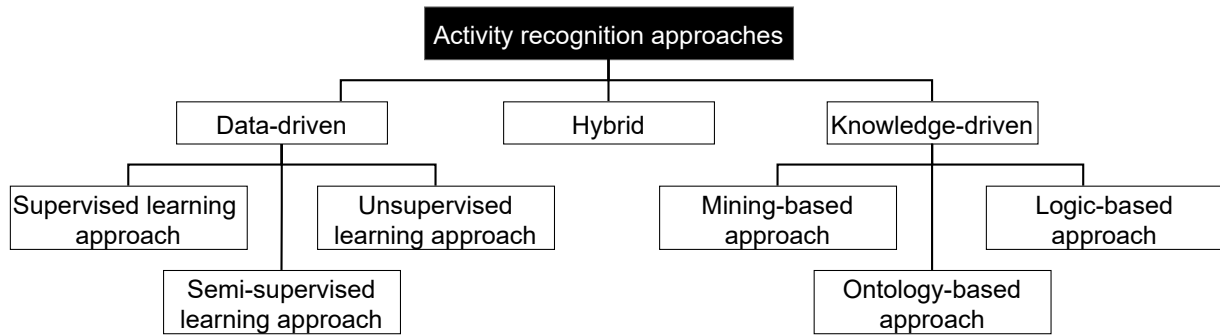 Activity recognition approaches
Data-driven
Hybrid
Knowledge-driven
Supervised learning
approach
Unsupervised
learning approach
Mining-based
approach
Logic-based
approach
Semi-supervised
learning approach
Ontology-based
approach